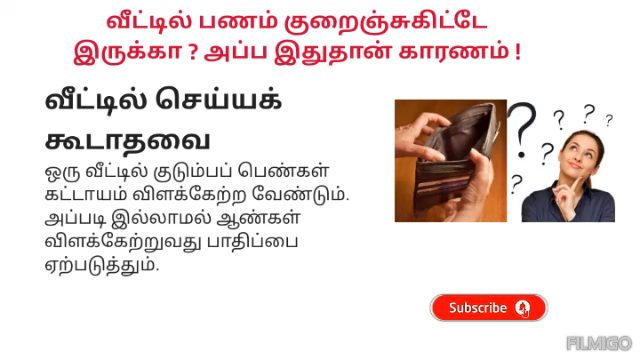 வீட்டில் பணம் குறைஞ்சுகிட்டே
இருக்கா ? அப்ப இதுதான் காரணம் !
வீட்டில் செய்யக்
கூடாதவை
ஒரு வீட்டில் குடும்பப் பெண்கள்
கட்டாயம் விளக்கேற்ற வேண்டும்.
அப்படி இல்லாமல் ஆண்கள்
விளக்கேற்றுவது பாதிப்பை
ஏற்படுத்தும்.
Subscribe
FILMIGO